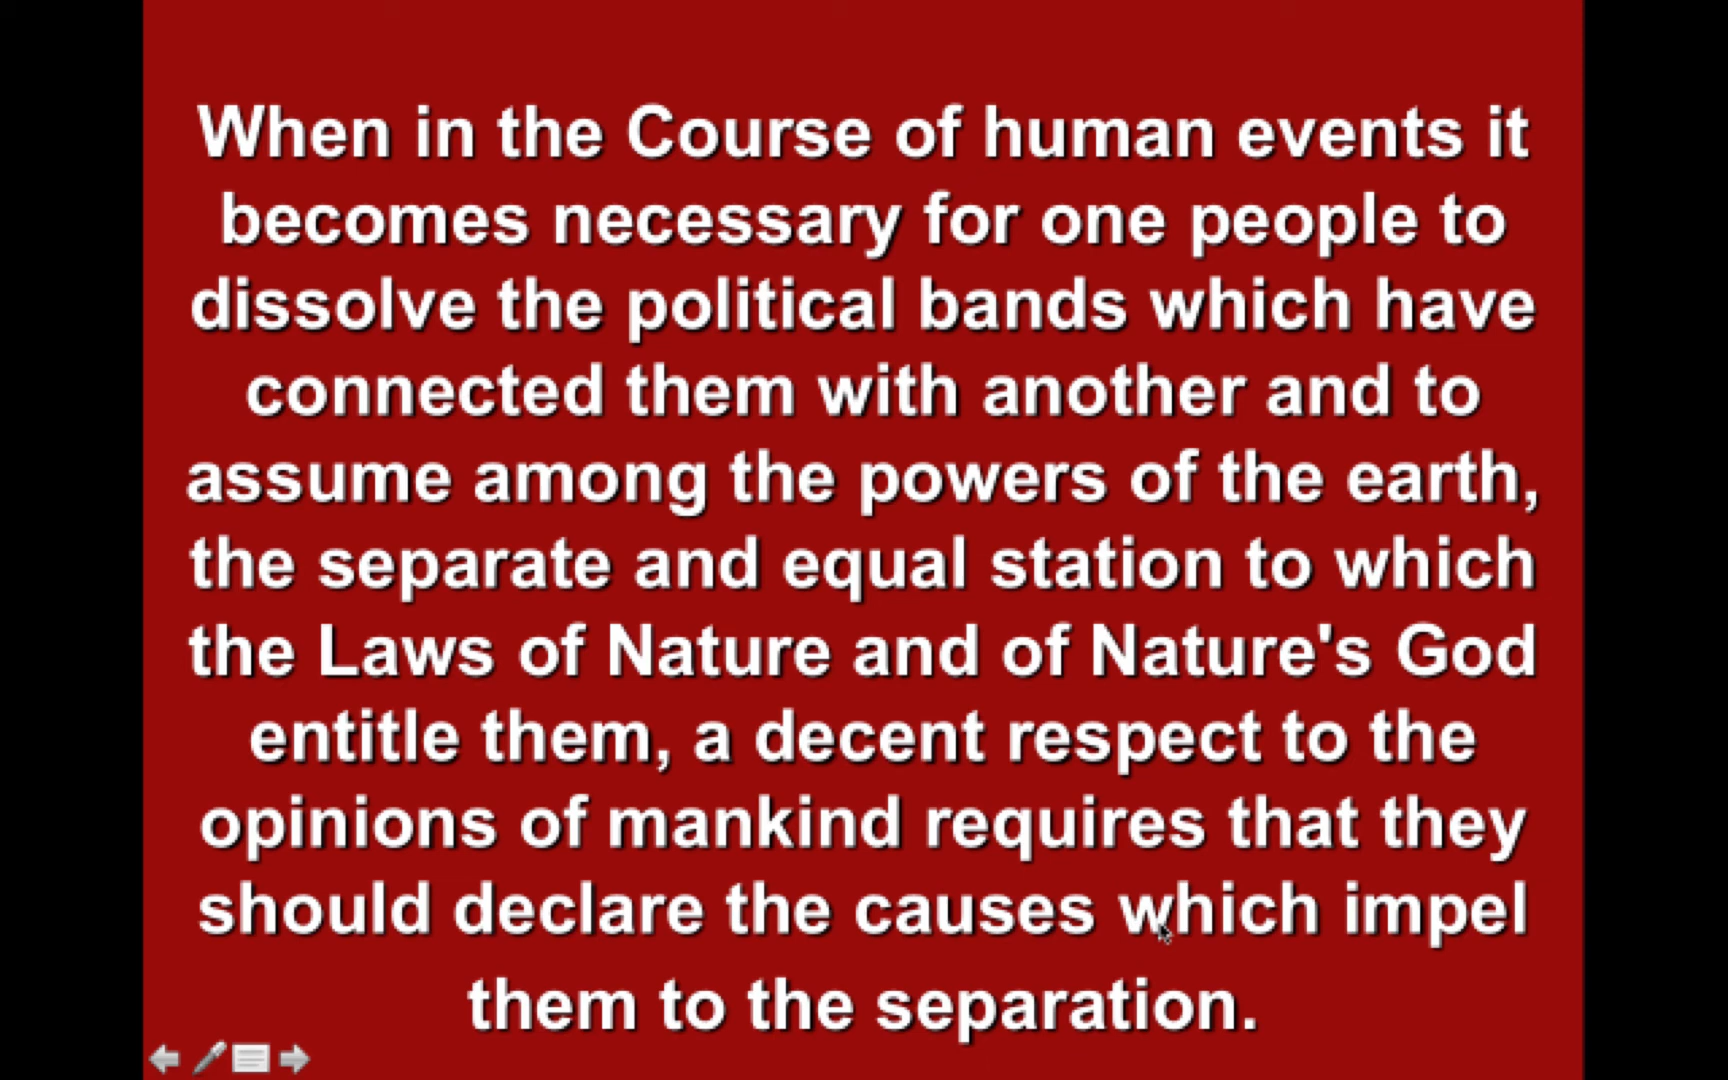 When in the Course of human events it
becomes necessary for one people to
dissolve the political bands which have
connected them with another and to
assume among the powers of the earth,
the separate and equal station to which
the Laws of Nature and of Nature's God
entitle them, a decent respect to the
opinions of mankind requires that they
should declare the causes which impel
them to the separation.